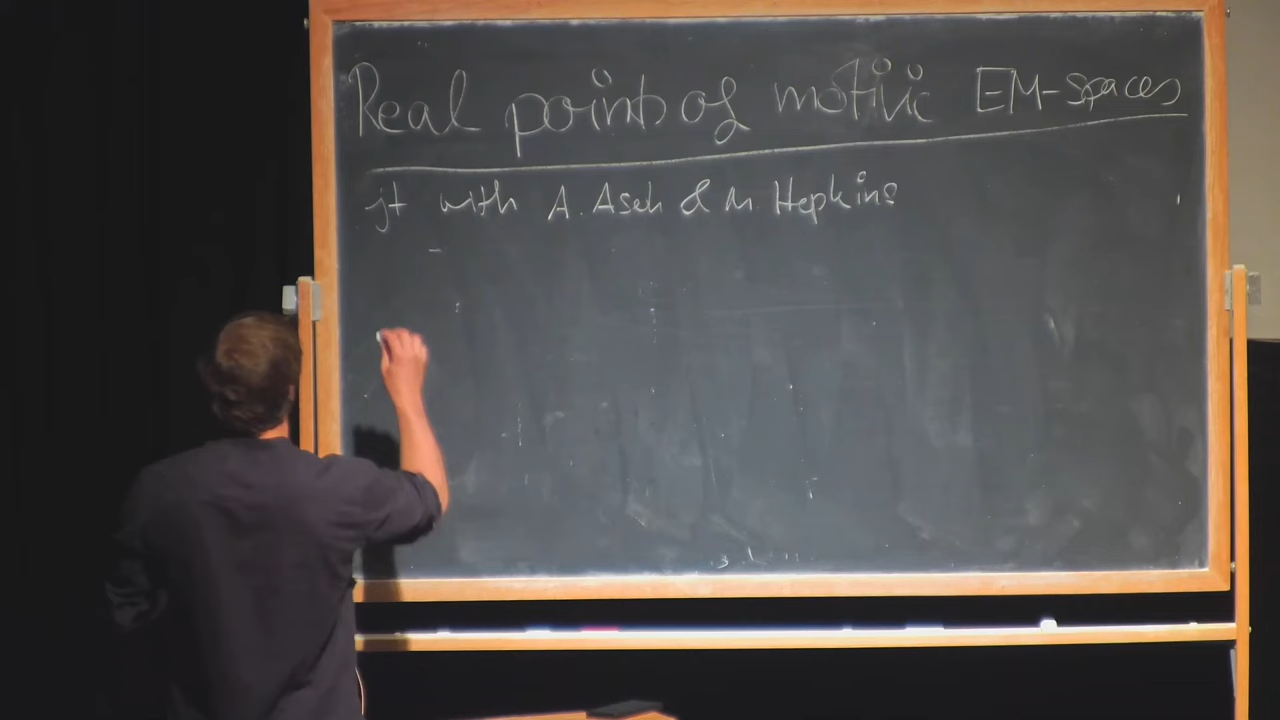 Real points of motivic EM-spaces
jt with A. Asok & M. Hopkins